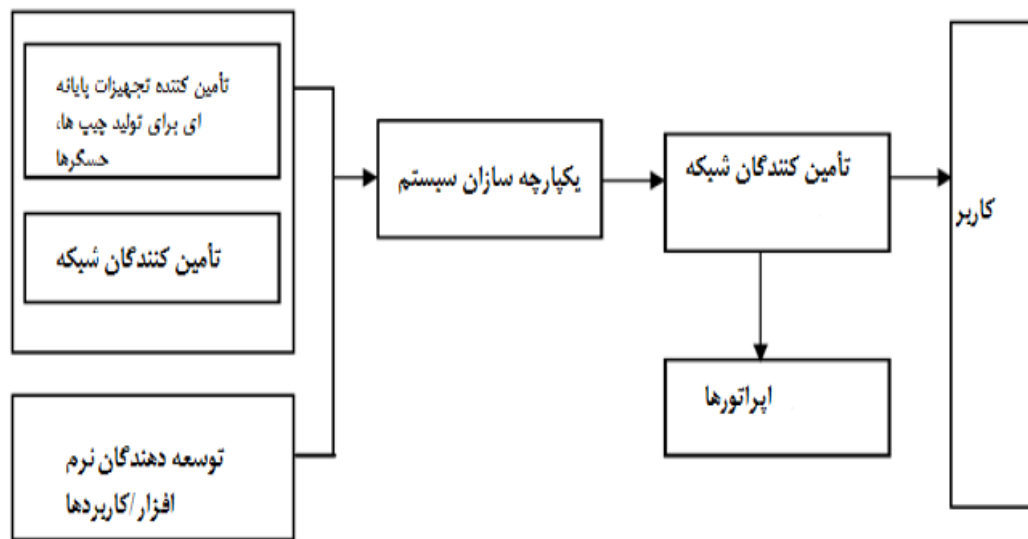 تأمین کننده تجهیزات پایانه
ای برای تولید چیپ ها،
حسگرها
تأمین کنندگان شبکه
توسعه دهندگان نرم
افزار/کاربردها
یکپارچه سازان سیستم
تأمین کنندگان شبکه
اپراتورها
کاربر